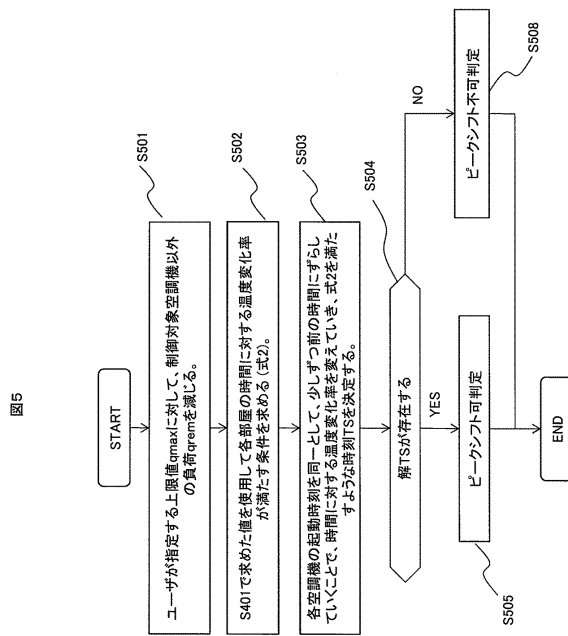 図5
START
S501
ユーザが指定する上限値qmaxに対して、制御対象空調機以外
の負荷qremを減じる。
S502
S401で求めた値を使用して各部屋の時間に対する温度変化率
が満たす条件を求める(式2)。
S503
各空調機の起動時刻を同一として、少しずつ前の時間にずらし
ていくことで、時間に対する温度変化率を変えていき、式2を満た
すような時刻TSを決定する。
S504
解TSが存在する
YES
NO
S505
ピークシフト可判定
S508
ピークシフト不可判定
END